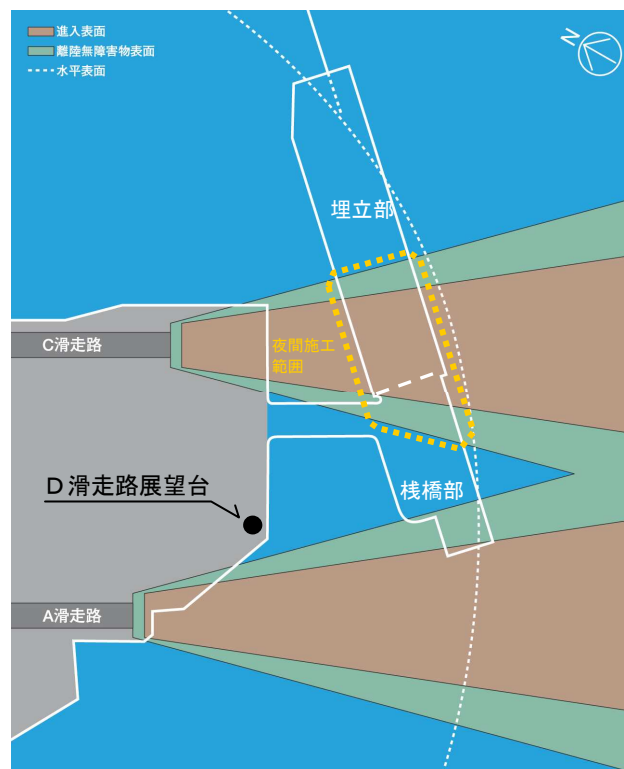 進入表面
離陸無障害物表面
水平表面
N
埋立部
C滑走路
夜間施工
範囲
D滑走路展望台
桟橋部
A滑走路